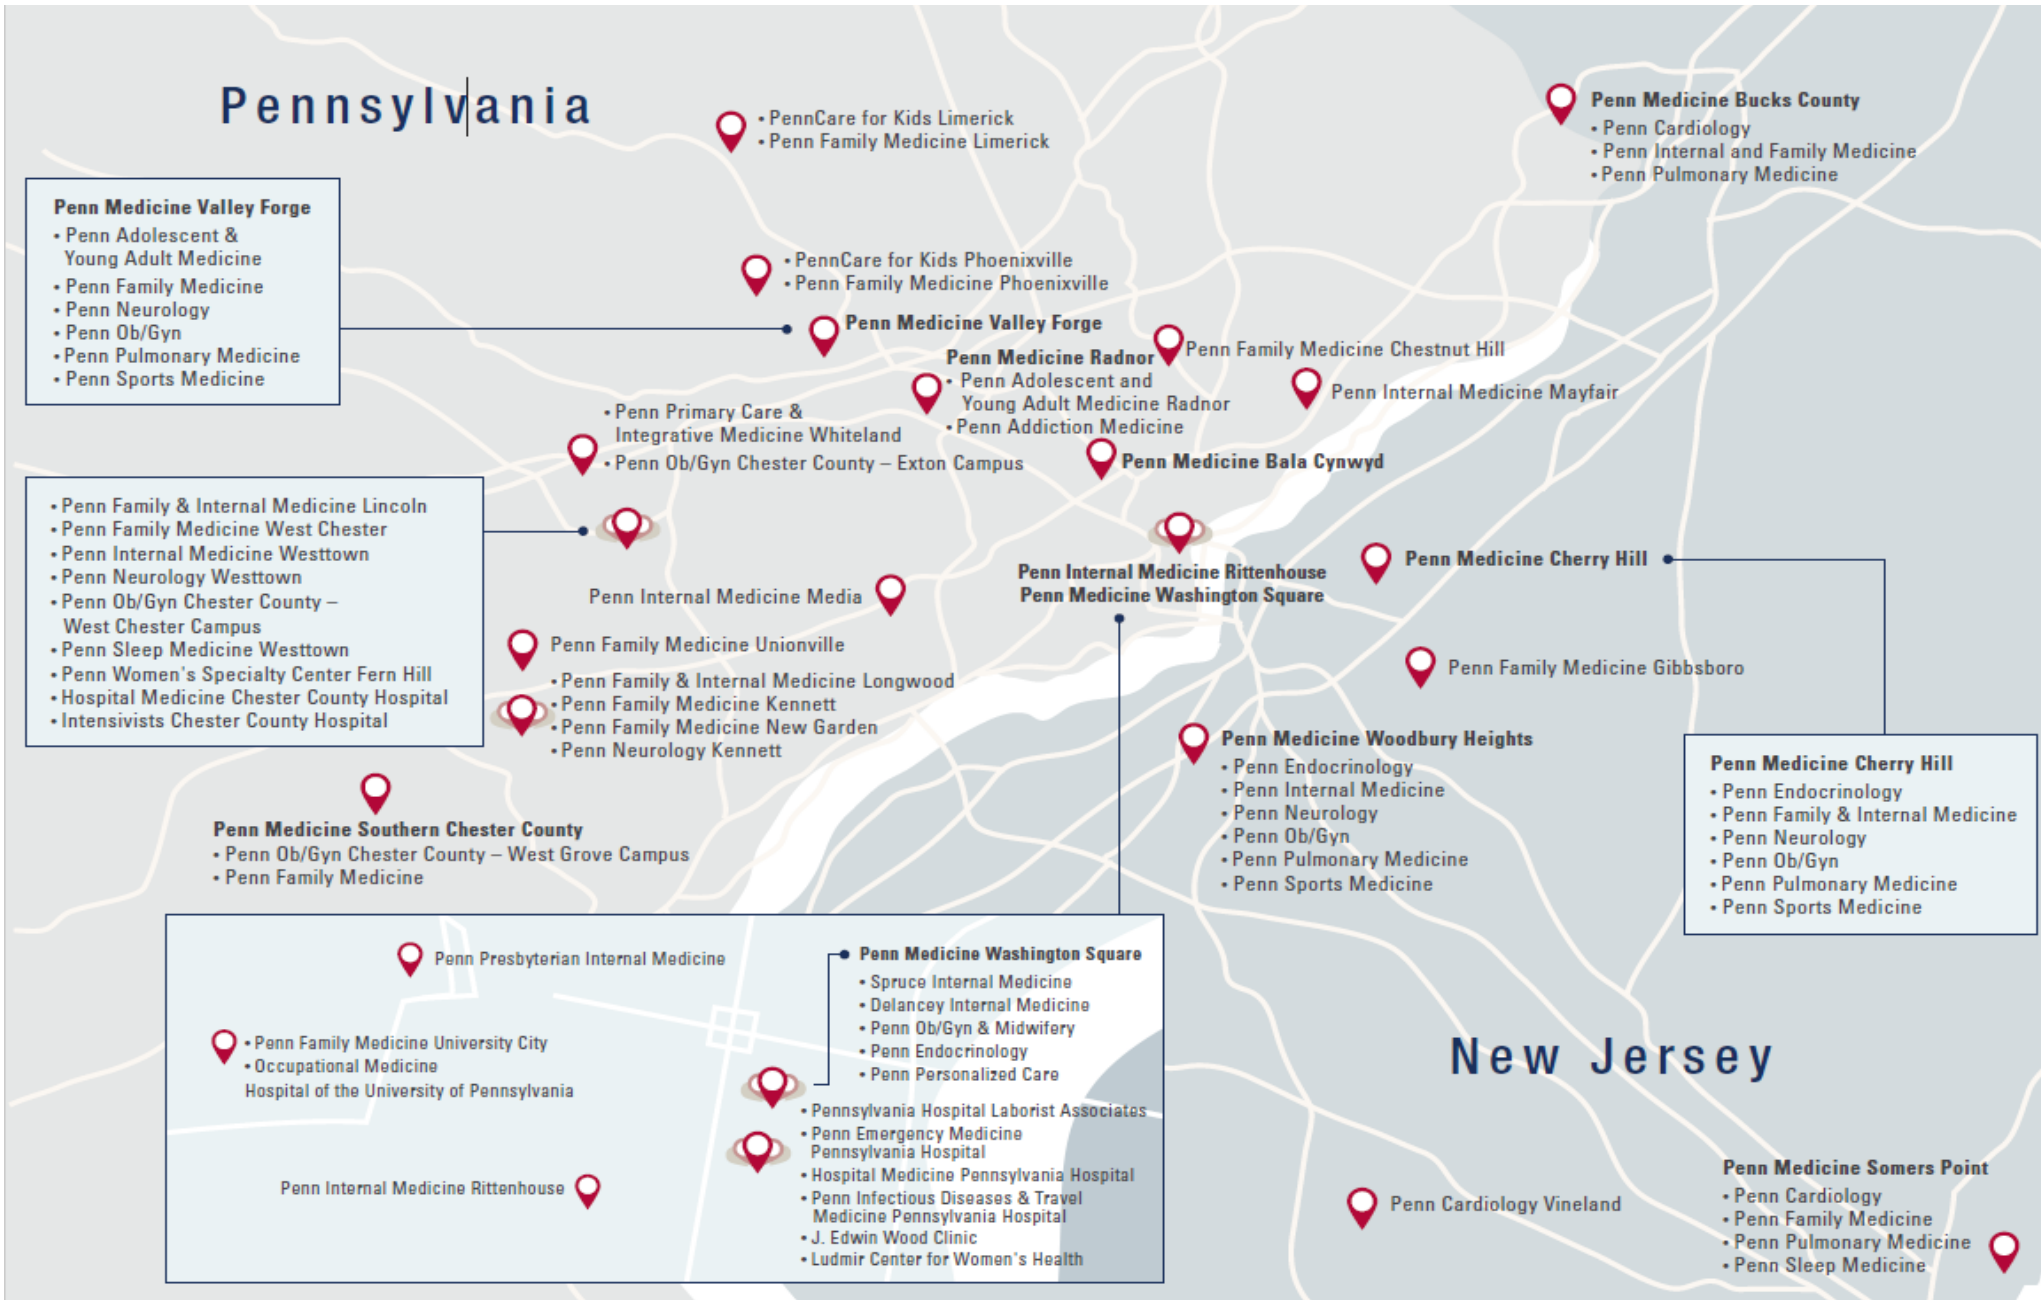 Pennsylvania
• PennCare for Kids Limerick
• Penn Family Medicine Limerick
Penn Medicine Bucks County
• Penn Cardiology
• Penn Internal and Family Medicine
• Penn Pulmonary Medicine
Penn Medicine Valley Forge
• Penn Adolescent &
Young Adult Medicine
• Penn Family Medicine
• Penn Neurology
• Penn Ob/Gyn
• Penn Pulmonary Medicine
• Penn Sports Medicine
• PennCare for Kids Phoenixville
• Penn Family Medicine Phoenixville
Penn Medicine Valley Forge
Penn Medicine Radnor
• Penn Adolescent and
Young Adult Medicine Radnor
• Penn Addiction Medicine
Penn Family Medicine Chestnut Hill
Penn Internal Medicine Mayfair
• Penn Primary Care &
Integrative Medicine Whiteland
• Penn Ob/Gyn Chester County – Exton Campus
Penn Medicine Bala Cynwyd
• Penn Family & Internal Medicine Lincoln
• Penn Family Medicine West Chester
• Penn Internal Medicine Westtown
• Penn Neurology Westtown
• Penn Ob/Gyn Chester County –
West Chester Campus
• Penn Sleep Medicine Westtown
• Penn Women's Specialty Center Fern Hill
• Hospital Medicine Chester County Hospital
• Intensivists Chester County Hospital
Penn Internal Medicine Rittenhouse
Penn Medicine Washington Square
Penn Medicine Cherry Hill
Penn Internal Medicine Media
Penn Family Medicine Unionville
• Penn Family & Internal Medicine Longwood
• Penn Family Medicine Kennett
• Penn Family Medicine New Garden
• Penn Neurology Kennett
Penn Family Medicine Gibbsboro
Penn Medicine Woodbury Heights
• Penn Endocrinology
• Penn Internal Medicine
• Penn Neurology
• Penn Ob/Gyn
• Penn Pulmonary Medicine
• Penn Sports Medicine
Penn Medicine Cherry Hill
• Penn Endocrinology
• Penn Family & Internal Medicine
• Penn Neurology
• Penn Ob/Gyn
• Penn Pulmonary Medicine
• Penn Sports Medicine
Penn Medicine Southern Chester County
• Penn Ob/Gyn Chester County – West Grove Campus
• Penn Family Medicine
Penn Presbyterian Internal Medicine
• Penn Family Medicine University City
• Occupational Medicine
Hospital of the University of Pennsylvania
Penn Internal Medicine Rittenhouse
Penn Medicine Washington Square
• Spruce Internal Medicine
• Delancey Internal Medicine
• Penn Ob/Gyn & Midwifery
• Penn Endocrinology
• Penn Personalized Care
• Pennsylvania Hospital Laborist Associates
• Penn Emergency Medicine
Pennsylvania Hospital
• Hospital Medicine Pennsylvania Hospital
• Penn Infectious Diseases & Travel
Medicine Pennsylvania Hospital
• J. Edwin Wood Clinic
• Ludmir Center for Women's Health
New Jersey
Penn Cardiology Vineland
Penn Medicine Somers Point
• Penn Cardiology
• Penn Family Medicine
• Penn Pulmonary Medicine
• Penn Sleep Medicine